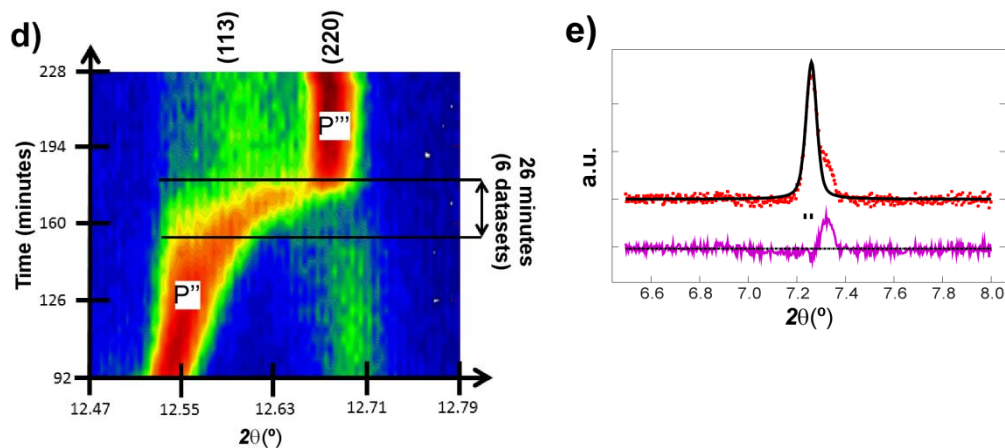 d)
(113)
(220)
Time (minutes)
228
194
160
126
92
P'''
P''
26 minutes
(6 datasets)
12.47 12.55 12.63 12.71 12.79
2θ(º)
e)
a.u.
6.6 6.8 7.0 7.2 7.4 7.6 7.8 8.0
2θ(º)